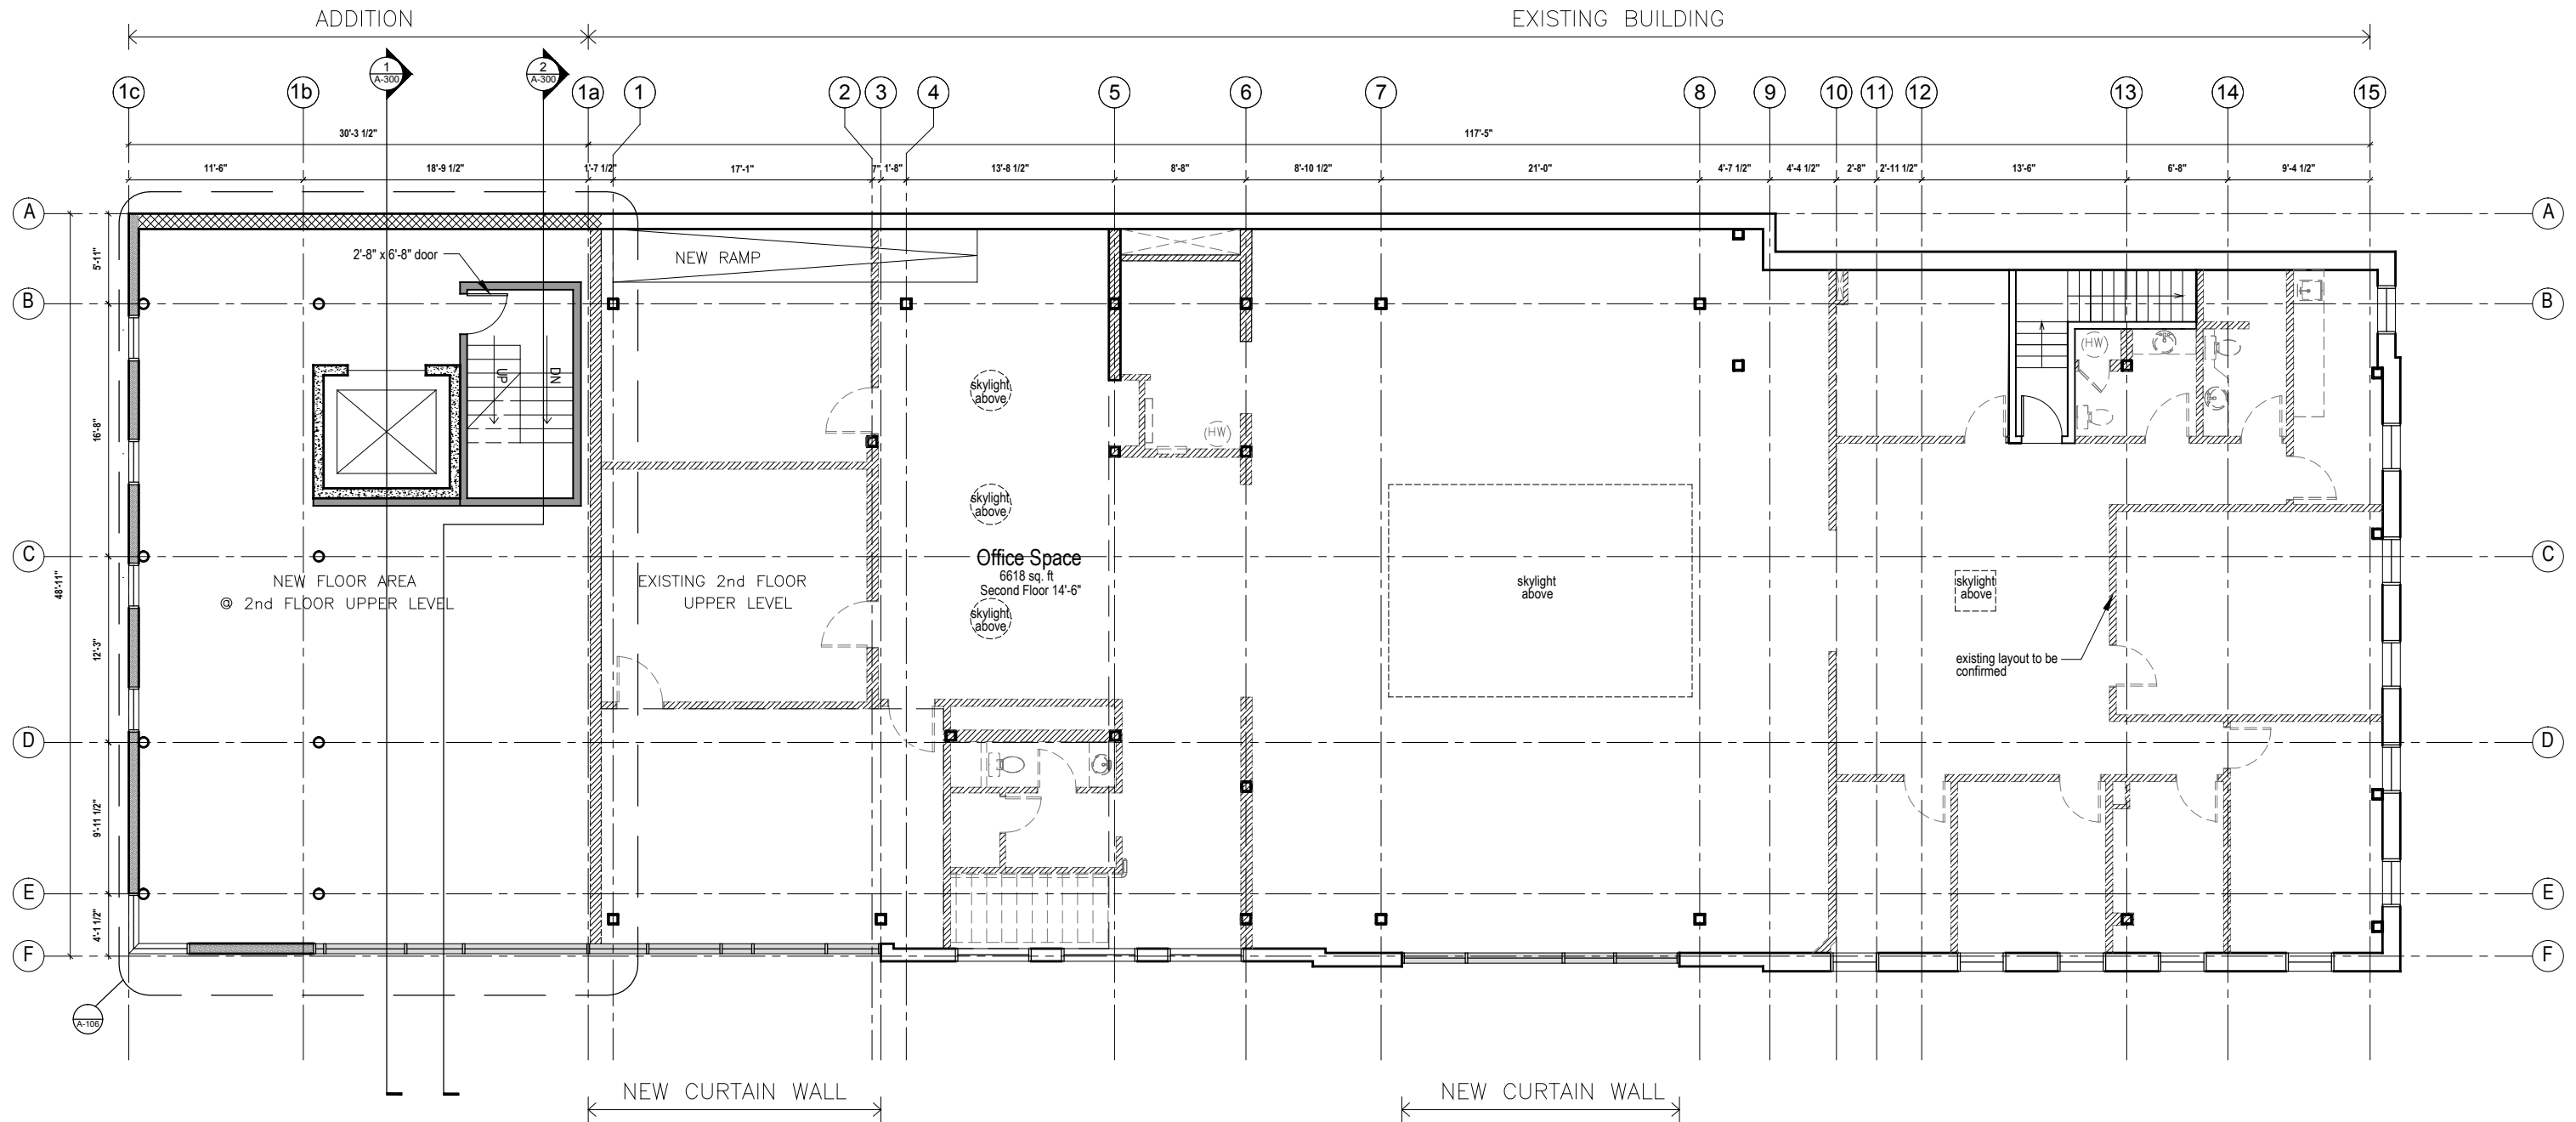 ADDITION
EXISTING BUILDING
1
A-300
2
A-300
1c
1b
1a
1
2
3
4
5
6
7
8
9
10
11
12
13
14
15
30'-3 1/2"
117'-5"
11'-6"
18'-9 1/2"
1'-7 1/2"
17'-1"
7"
1'-8"
13'-8 1/2"
8'-8"
8'-10 1/2"
21'-0"
4'-7 1/2"
4'-4 1/2"
2'-8"
2'-11 1/2"
13'-6"
6'-8"
9'-4 1/2"
A
A
5'-11"
2'-8" x 6'-8" door
NEW RAMP
B
B
(HW)
UP
DN
skylight
above
16'-8"
(HW)
skylight
above
C
C
Office Space
6618 sq. ft
Second Floor 14'-6"
48'-11"
NEW FLOOR AREA
@ 2nd FLOOR UPPER LEVEL
EXISTING 2nd FLOOR
UPPER LEVEL
skylight
above
skylight
above
skylight
above
12'-3"
existing layout to be
confirmed
D
D
9'-11 1/2"
E
E
4'-1 1/2"
F
F
A-106
NEW CURTAIN WALL
NEW CURTAIN WALL